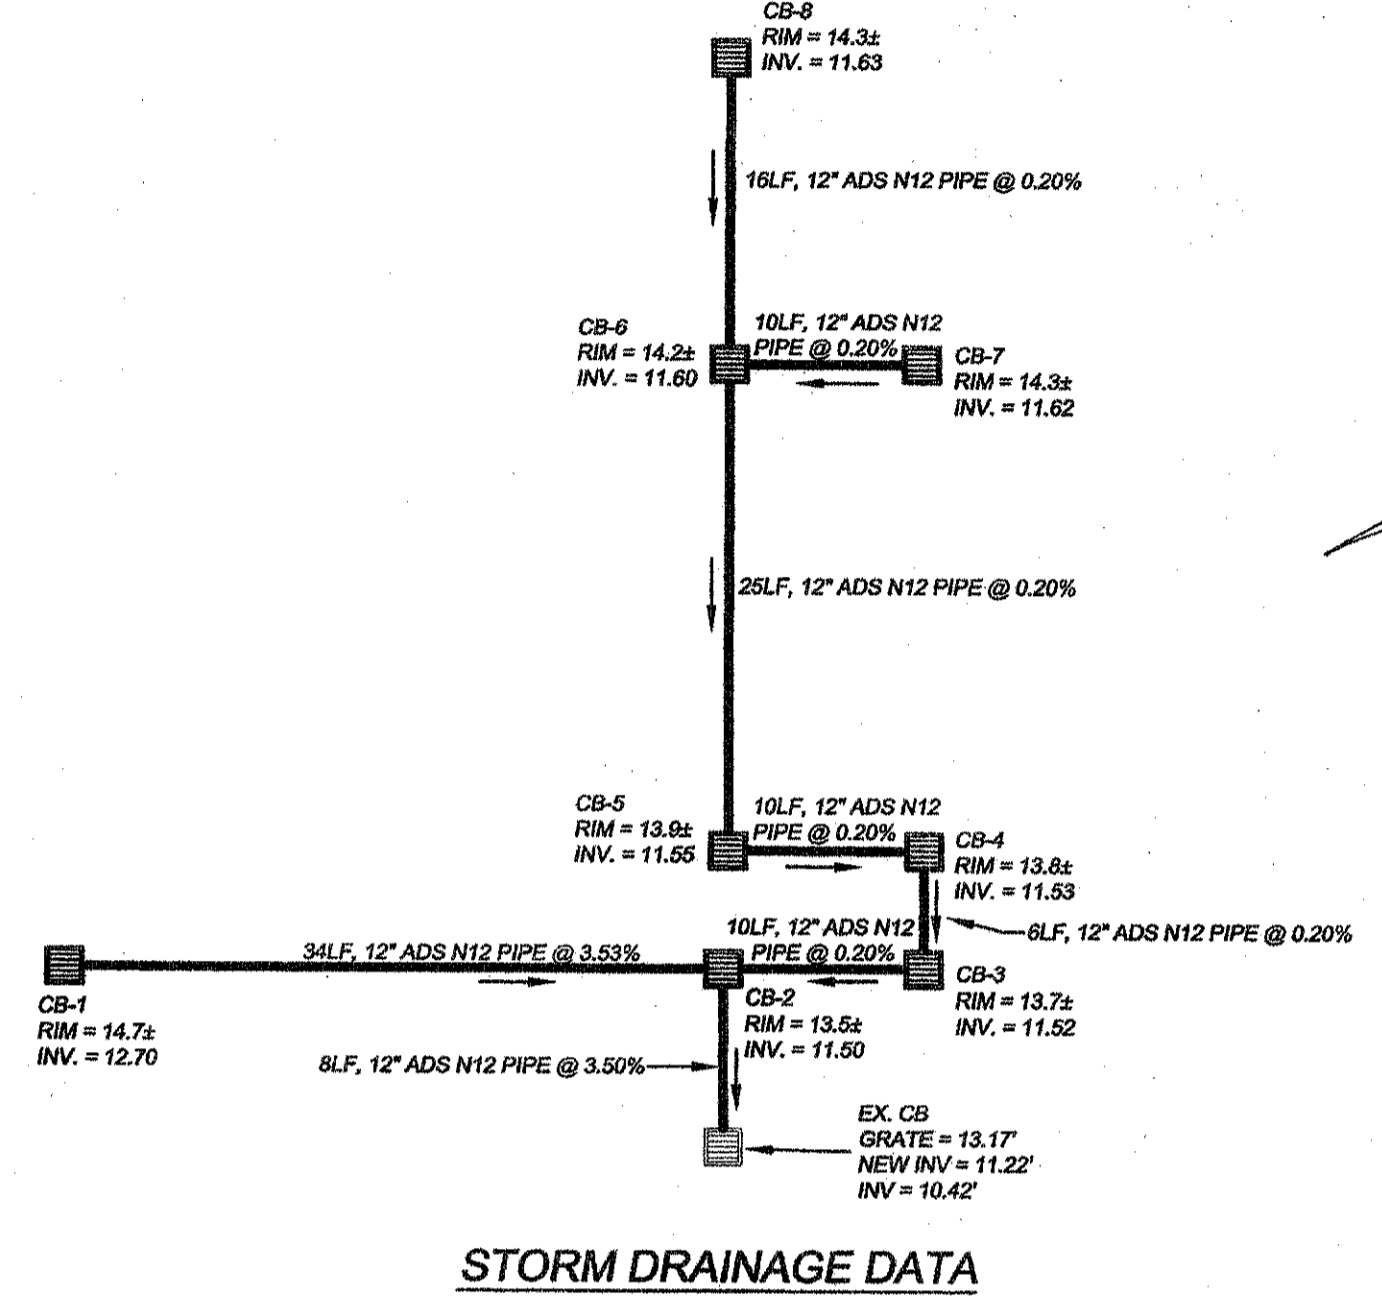 CB-8
RIM = 14.3±
INV. = 11.63
16LF, 12" ADS N12 PIPE @ 0.20%
CB-6
RIM = 14.2±
INV. = 11.60
10LF, 12" ADS N12
PIPE @ 0.20%
CB-7
RIM = 14.3±
INV. = 11.62
25LF, 12" ADS N12 PIPE @ 0.20%
CB-5
RIM = 13.9±
INV. = 11.55
10LF, 12" ADS N12
PIPE @ 0.20%
CB-4
RIM = 13.8±
INV. = 11.53
6LF, 12" ADS N12 PIPE @ 0.20%
10LF, 12" ADS N12
PIPE @ 0.20%
CB-3
RIM = 13.7±
INV. = 11.52
34LF, 12" ADS N12 PIPE @ 3.53%
CB-1
RIM = 14.7±
INV. = 12.70
CB-2
RIM = 13.5±
INV. = 11.50
8LF, 12" ADS N12 PIPE @ 3.50%
EX. CB
GRATE = 13.17'
NEW INV = 11.22'
INV = 10.42'
STORM DRAINAGE DATA